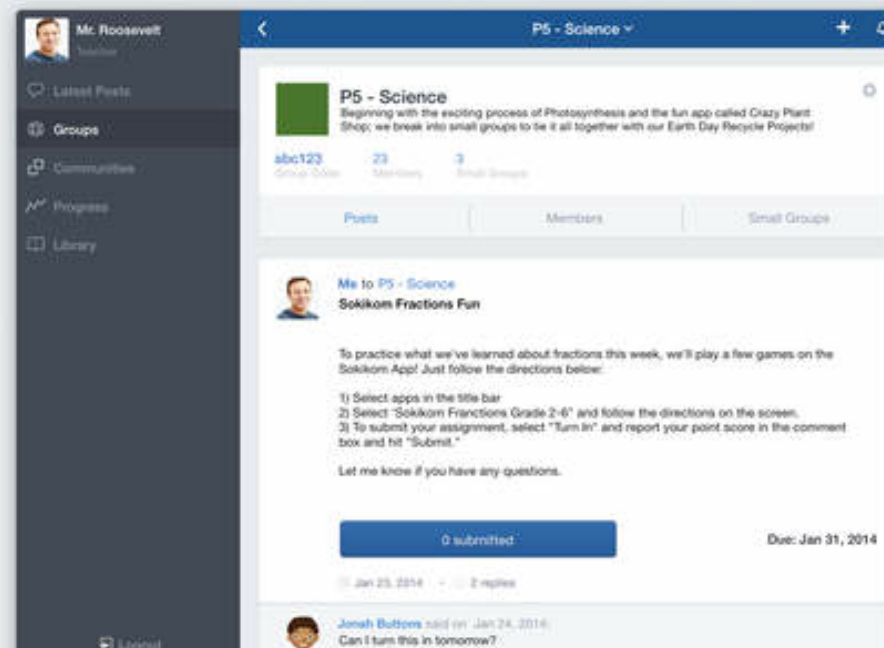 Mr. Roosevelt
Teacher
Latest Posts
Groups
Communities
Progress
Library
Logout
P5 - Science
P5 - Science
Beginning with the exciting process of Photosynthesis and the fun app called Crazy Plant
Shop; we break into small groups to tie it all together with our Earth Day Recycle Projects!
abc123
23
3
Group Code
Members
Small Groups
Posts
Members
Small Groups
Me to P5 - Science
Sokikom Fractions Fun
To practice what we've learned about fractions this week, we'll play a few games on the
Sokikom App! Just follow the directions below:
1) Select apps in the title bar
2) Select "Sokikom Franctions Grade 2-6" and follow the directions on the screen.
3) To submit your assignment, select "Turn In" and report your point score in the comment
box and hit "Submit."
Let me know if you have any questions.
0 submitted
Due: Jan 31, 2014
Jan 23, 2014 - 2 replies
Jonah Buttons said on Jan 24, 2014:
Can I turn this in tomorrow?